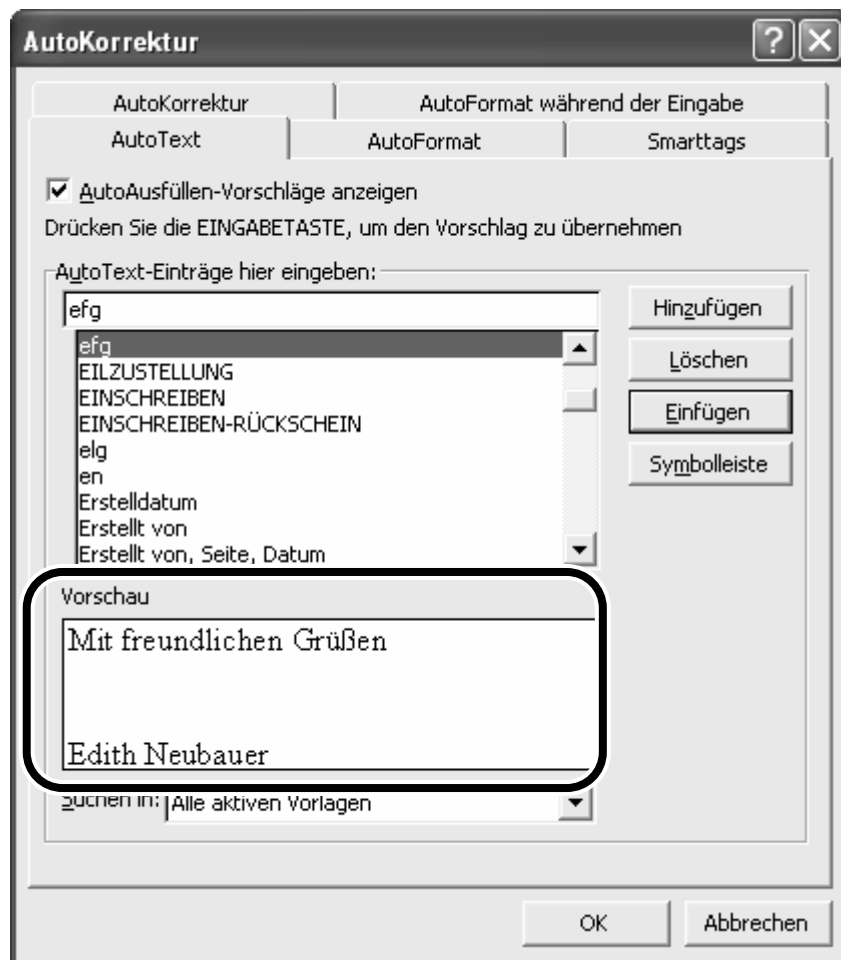 AutoKorrektur
AutoKorrektur AutoFormat während der Eingabe
AutoText AutoFormat Smarttags
AutoAusfüllen-Vorschläge anzeigen
Drücken Sie die EINGABETASTE, um den Vorschlag zu übernehmen
AutoText-Einträge hier eingeben:
efg Hinzufügen
efg
EILZUSTELLUNG Löschen
EINSCHREIBEN
EINSCHREIBEN-RÜCKSCHEIN Einfügen
elg
en Symbolleiste
Erstelldatum
Erstellt von
Erstellt von, Seite, Datum
Vorschau
Mit freundlichen Grüßen
Edith Neubauer
Suchen in: Alle aktiven Vorlagen
OK Abbrechen